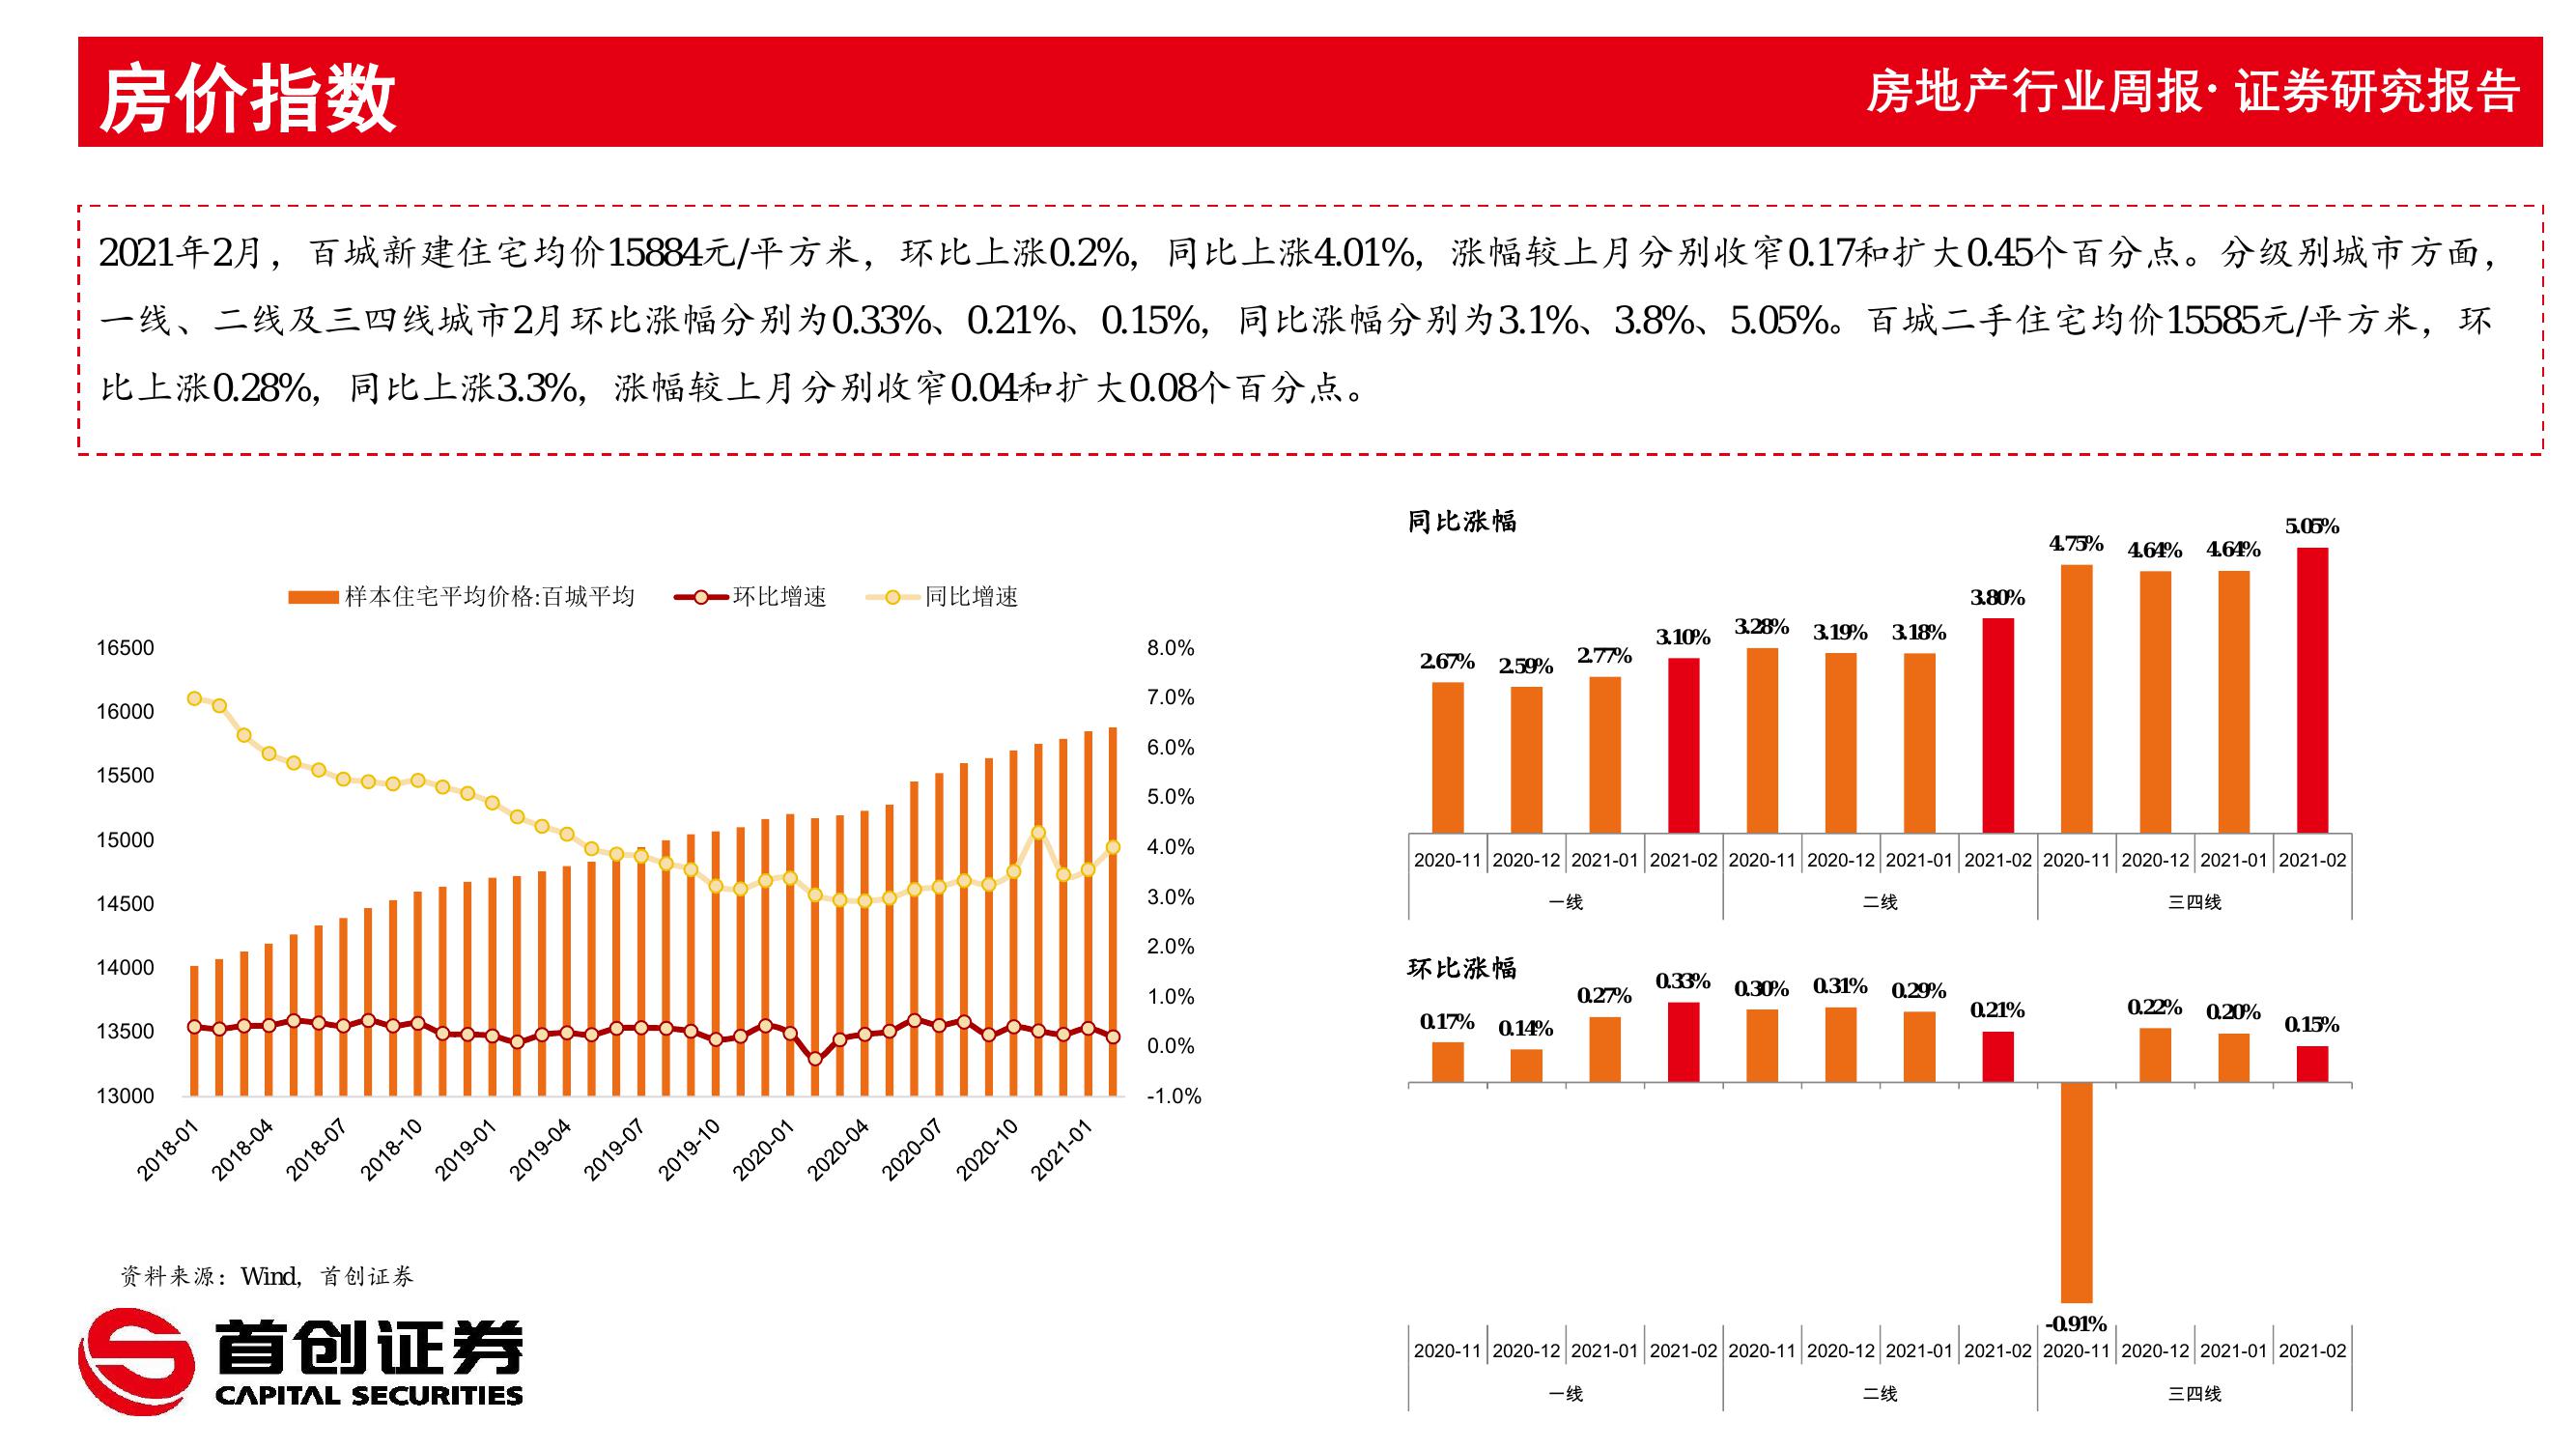 房价指数
房地产行业周报· 证券研究报告
2021年2月，百城新建住宅均价15884元/平方米，环比上涨0.2%，同比上涨4.01%，涨幅较上月分别收窄0.17和扩大0.45个百分点。分级别城市方面，
一线、二线及三四线城市2月环比涨幅分别为0.33%、0.21%、0.15%，同比涨幅分别为3.1%、3.8%、5.05%。百城二手住宅均价15585元/平方米，环
比上涨0.28%，同比上涨3.3%，涨幅较上月分别收窄0.04和扩大0.08个百分点。
样本住宅平均价格:百城平均 环比增速 同比增速
16500 8.0%
16000 7.0%
15500 6.0%
15000 5.0%
14500 4.0%
14000 3.0%
13500 2.0%
13000 1.0%
0.0%
-1.0%
2018-01 2018-04 2018-07 2018-10 2019-01 2019-04 2019-07 2019-10 2020-01 2020-04 2020-07 2020-10 2021-01
同比涨幅
2.67% 2.59% 2.77% 3.10% 3.28% 3.19% 3.18% 3.80% 4.75% 4.64% 4.64% 5.05%
2020-11 2020-12 2021-01 2021-02 2020-11 2020-12 2021-01 2021-02 2020-11 2020-12 2021-01 2021-02
一线 二线 三四线
环比涨幅
0.17% 0.14% 0.27% 0.33% 0.30% 0.31% 0.29% 0.21% -0.91% 0.22% 0.20% 0.15%
2020-11 2020-12 2021-01 2021-02 2020-11 2020-12 2021-01 2021-02 2020-11 2020-12 2021-01 2021-02
一线 二线 三四线
资料来源：Wind，首创证券
首创证券
CAPITAL SECURITIES